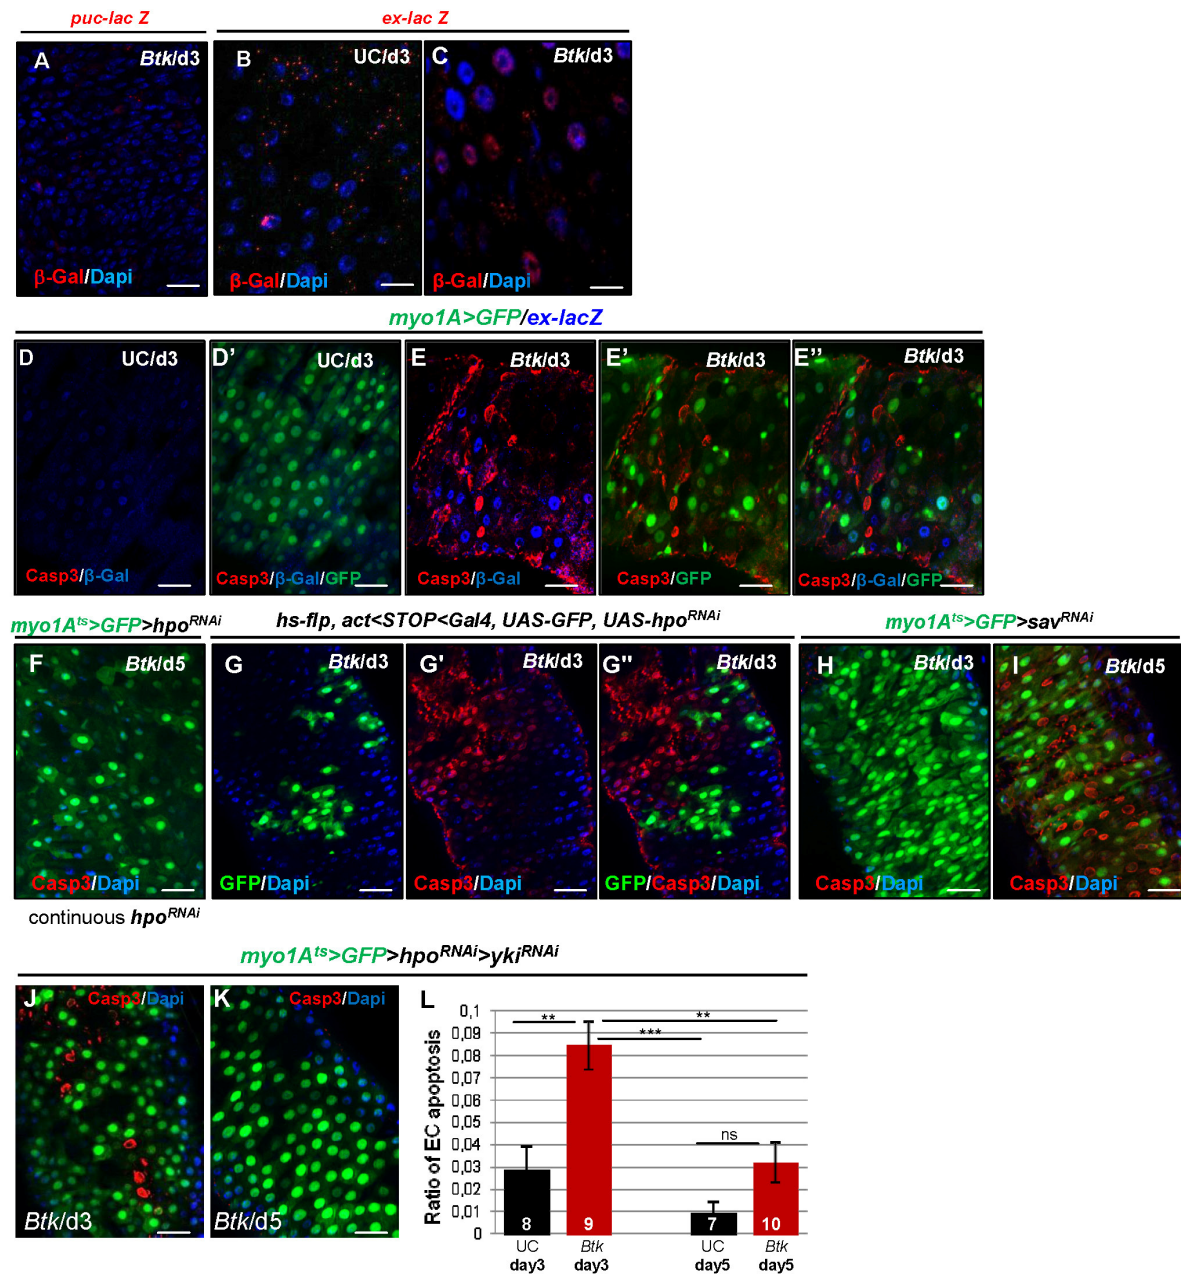 puc-lac Z ex-lac Z
A Btk/d3 B UC/d3 C Btk/d3
β-Gal/Dapi β-Gal/Dapi β-Gal/Dapi
myo1A>GFP/ex-lacZ
D UC/d3 D' UC/d3 E Btk/d3 E' Btk/d3 E" Btk/d3
Casp3/β-Gal Casp3/β-Gal/GFP Casp3/β-Gal Casp3/GFP Casp3/β-Gal/GFP
myo1Ats>GFP>hpoRNAi hs-flp, act<STOP<Gal4, UAS-GFP, UAS-hpoRNAi myo1Ats>GFP>savRNAi
F Btk/d5 G Btk/d3 G' Btk/d3 G" Btk/d3 H Btk/d3 I Btk/d5
Casp3/Dapi GFP/Dapi Casp3/Dapi GFP/Casp3/Dapi Casp3/Dapi Casp3/Dapi
continuous hpoRNAi
myo1Ats>GFP>hpoRNAi>ykiRNAi
J Casp3/Dapi K Casp3/Dapi L
Btk/d3 Btk/d5
Ratio of EC apoptosis
0,1
0,09
0,08
0,07
0,06
0,05
0,04
0,03
0,02
0,01
0
** *** ** ns
8 9 7 10
UC Btk UC Btk
day3 day3 day5 day5